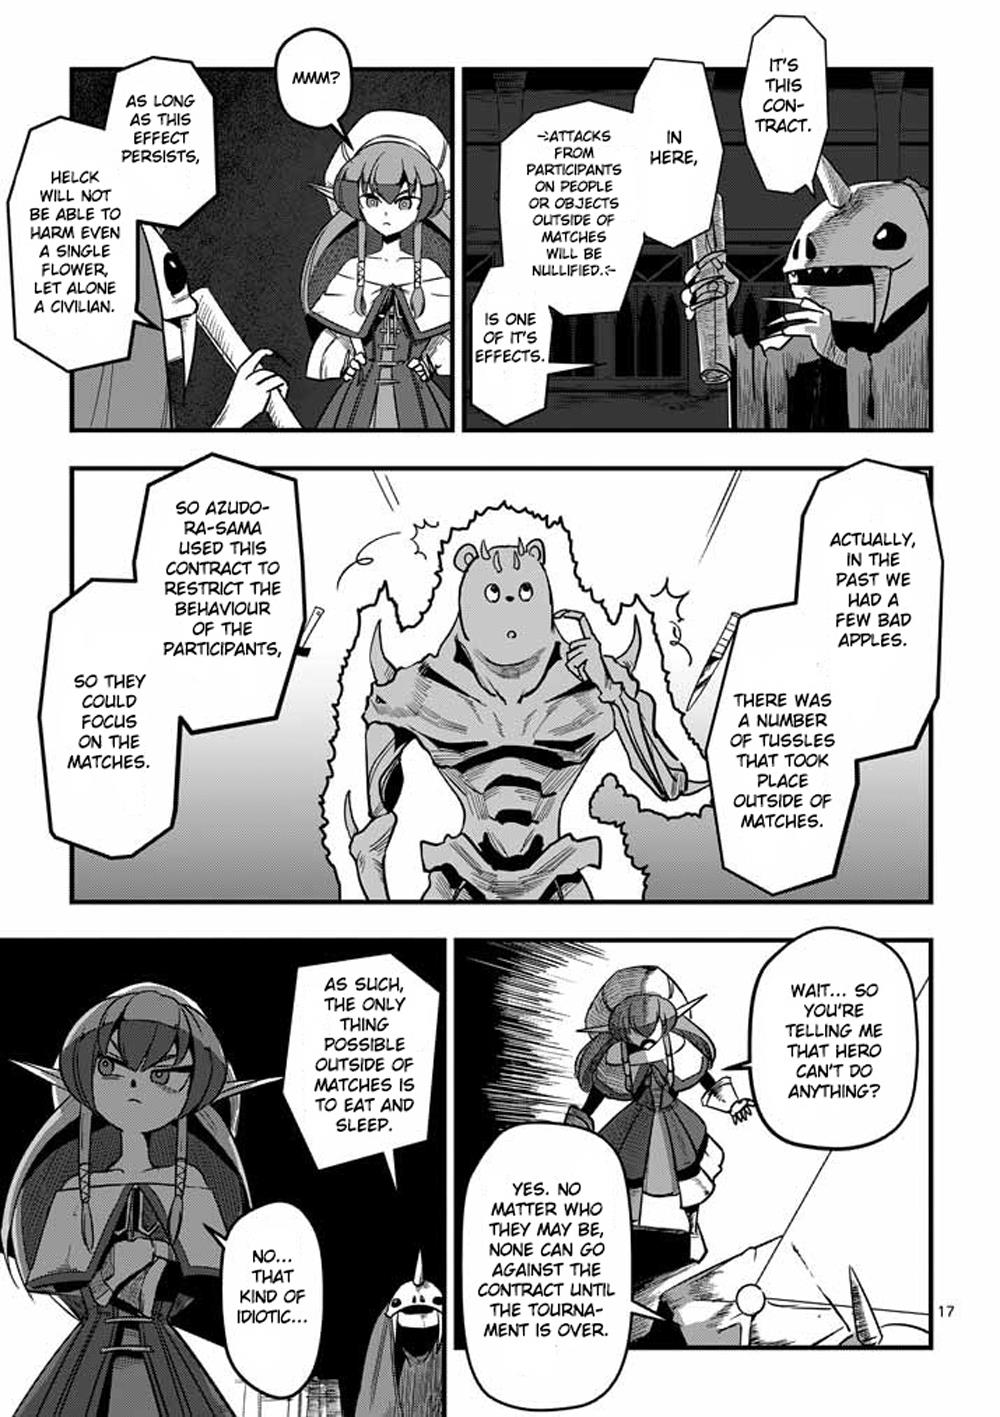 IT'S
THIS
CON-
TRACT.
IN
HERE,
-:ATTACKS
FROM
PARTICIPANTS
ON PEOPLE
OR OBJECTS
OUTSIDE OF
MATCHES
WILL BE
NULLIFIED.:-
IS ONE
OF IT'S
EFFECTS.
MMM?
AS LONG
AS THIS
EFFECT
PERSISTS,
HELCK
WILL NOT
BE ABLE TO
HARM EVEN
A SINGLE
FLOWER,
LET ALONE
A CIVILIAN.
ACTUALLY,
IN THE
PAST WE
HAD A
FEW BAD
APPLES.
THERE WAS
A NUMBER
OF TUSSLES
THAT TOOK
PLACE
OUTSIDE OF
MATCHES.
SO AZUDO-
RA-SAMA
USED THIS
CONTRACT TO
RESTRICT THE
BEHAVIOUR
OF THE
PARTICIPANTS,
SO THEY
COULD
FOCUS
ON THE
MATCHES.
WAIT... SO
YOU'RE
TELLING ME
THAT HERO
CAN'T DO
ANYTHING?
YES. NO
MATTER WHO
THEY MAY BE,
NONE CAN GO
AGAINST THE
CONTRACT UNTIL
THE TOURNA-
MENT IS OVER.
AS SUCH,
THE ONLY
THING
POSSIBLE
OUTSIDE OF
MATCHES IS
TO EAT AND
SLEEP.
NO...
THAT
KIND OF
IDIOTIC...
17